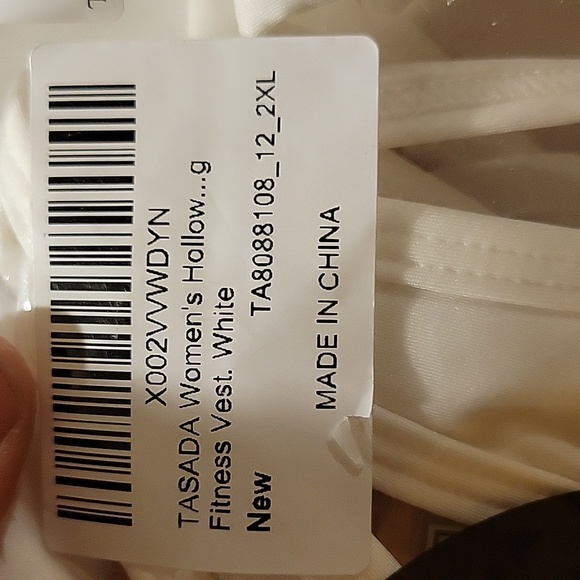 X002VVWDYN
TASADA Women's Hollow...g
Fitness Vest. White
New TA8088108_12_2XL
MADE IN CHINA